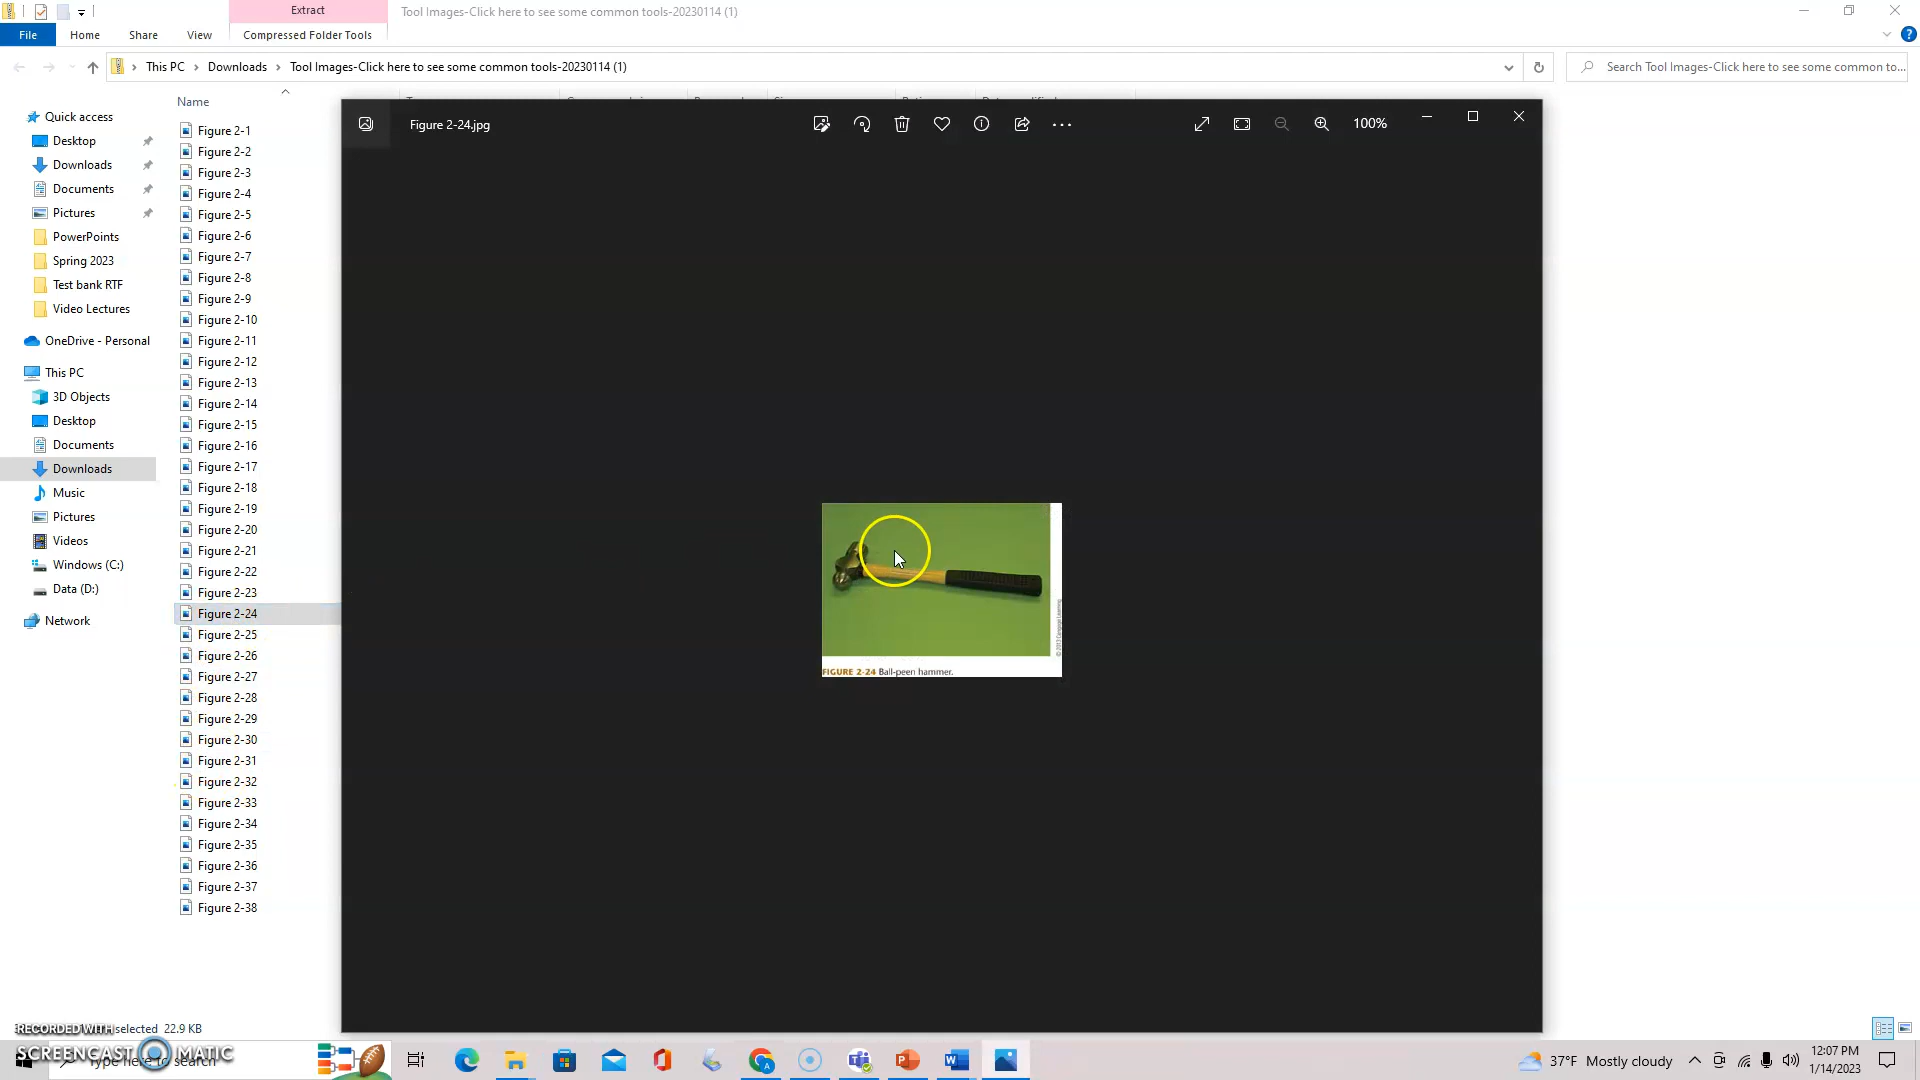 Extract
Tool Images-Click here to see some common tools-20230114 (1)
File
Home
Share
View
Compressed Folder Tools
This PC
Downloads
Tool Images-Click here to see some common tools-20230114 (1)
Search Tool Images-Click here to see some common to...
Name
Quick access
Desktop
Downloads
Documents
Pictures
PowerPoints
Spring 2023
Test bank RTF
Video Lectures
OneDrive - Personal
This PC
3D Objects
Desktop
Documents
Downloads
Music
Pictures
Videos
Windows (C:)
Data (D:)
Network
Figure 2-1
Figure 2-2
Figure 2-3
Figure 2-4
Figure 2-5
Figure 2-6
Figure 2-7
Figure 2-8
Figure 2-9
Figure 2-10
Figure 2-11
Figure 2-12
Figure 2-13
Figure 2-14
Figure 2-15
Figure 2-16
Figure 2-17
Figure 2-18
Figure 2-19
Figure 2-20
Figure 2-21
Figure 2-22
Figure 2-23
Figure 2-24
Figure 2-25
Figure 2-26
Figure 2-27
Figure 2-28
Figure 2-29
Figure 2-30
Figure 2-31
Figure 2-32
Figure 2-33
Figure 2-34
Figure 2-35
Figure 2-36
Figure 2-37
Figure 2-38
Figure 2-24.jpg
100%
© 2013 Cengage Learning
FIGURE 2-24 Ball-peen hammer.
selected 22.9 KB
RECORDED WITH
SCREENCAST MATIC
Type here to search
37°F Mostly cloudy
12:07 PM
1/14/2023